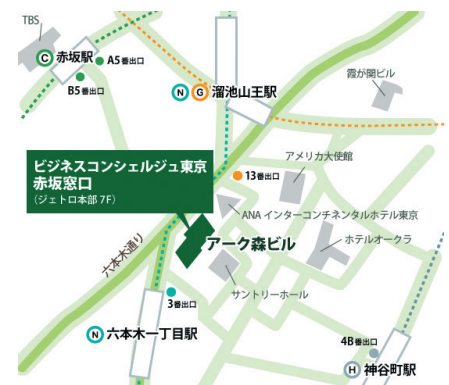 TBS
C 赤坂駅
A5番出口
B5番出口
N G 溜池山王駅
霞が関ビル
ビジネスコンシェルジュ東京
赤坂窓口
(ジェトロ本部 7F)
アメリカ大使館
13番出口
ANA インターコンチネンタルホテル東京
六本木通り
アーク森ビル
ホテルオークラ
サントリーホール
3番出口
N 六本木一丁目駅
4B番出口
H 神谷町駅